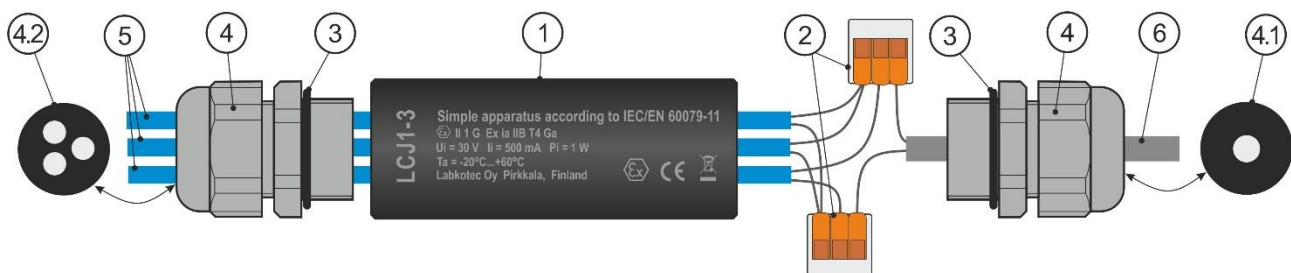 4.2
5
4
3
1
2
3
4
6
4.1
LCJ1-3
Simple apparatus according to IEC/EN 60079-11
Ex II 1 G Ex ia IIB T4 Ga
Ui = 30 V Ii = 500 mA Pi = 1 W
Ta = -20°C...+60°C
Labkotec Oy Pirkkala, Finland
Ex CE